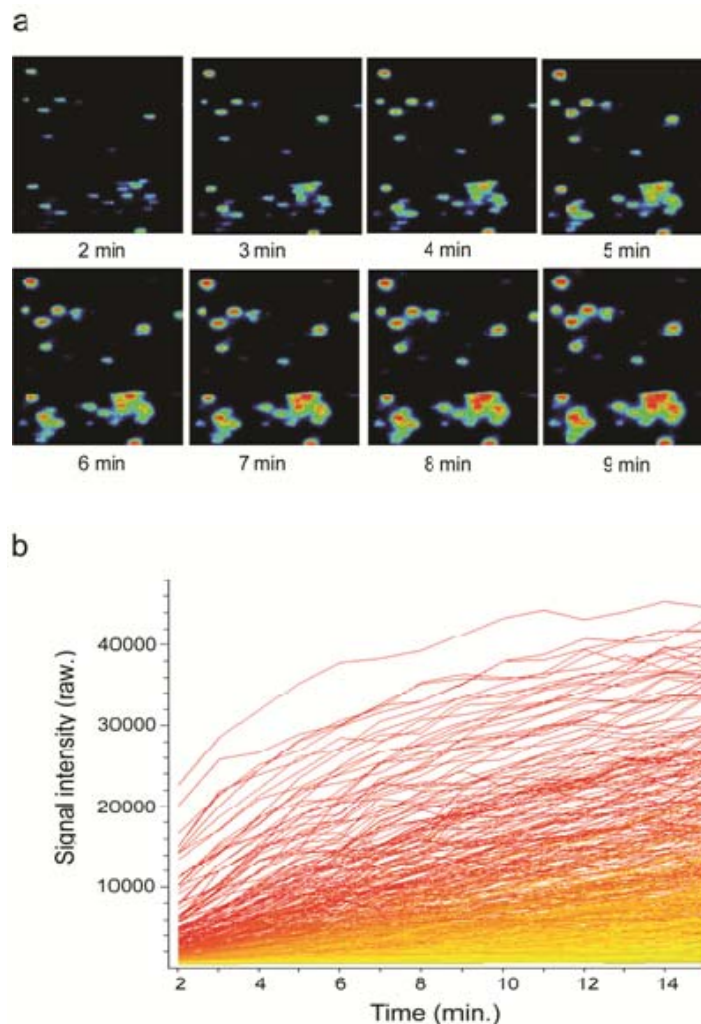 a
2 min 3 min 4 min 5 min
6 min 7 min 8 min 9 min
b
Signal intensity (raw.)
40000
30000
20000
10000
2 4 6 8 10 12 14
Time (min.)